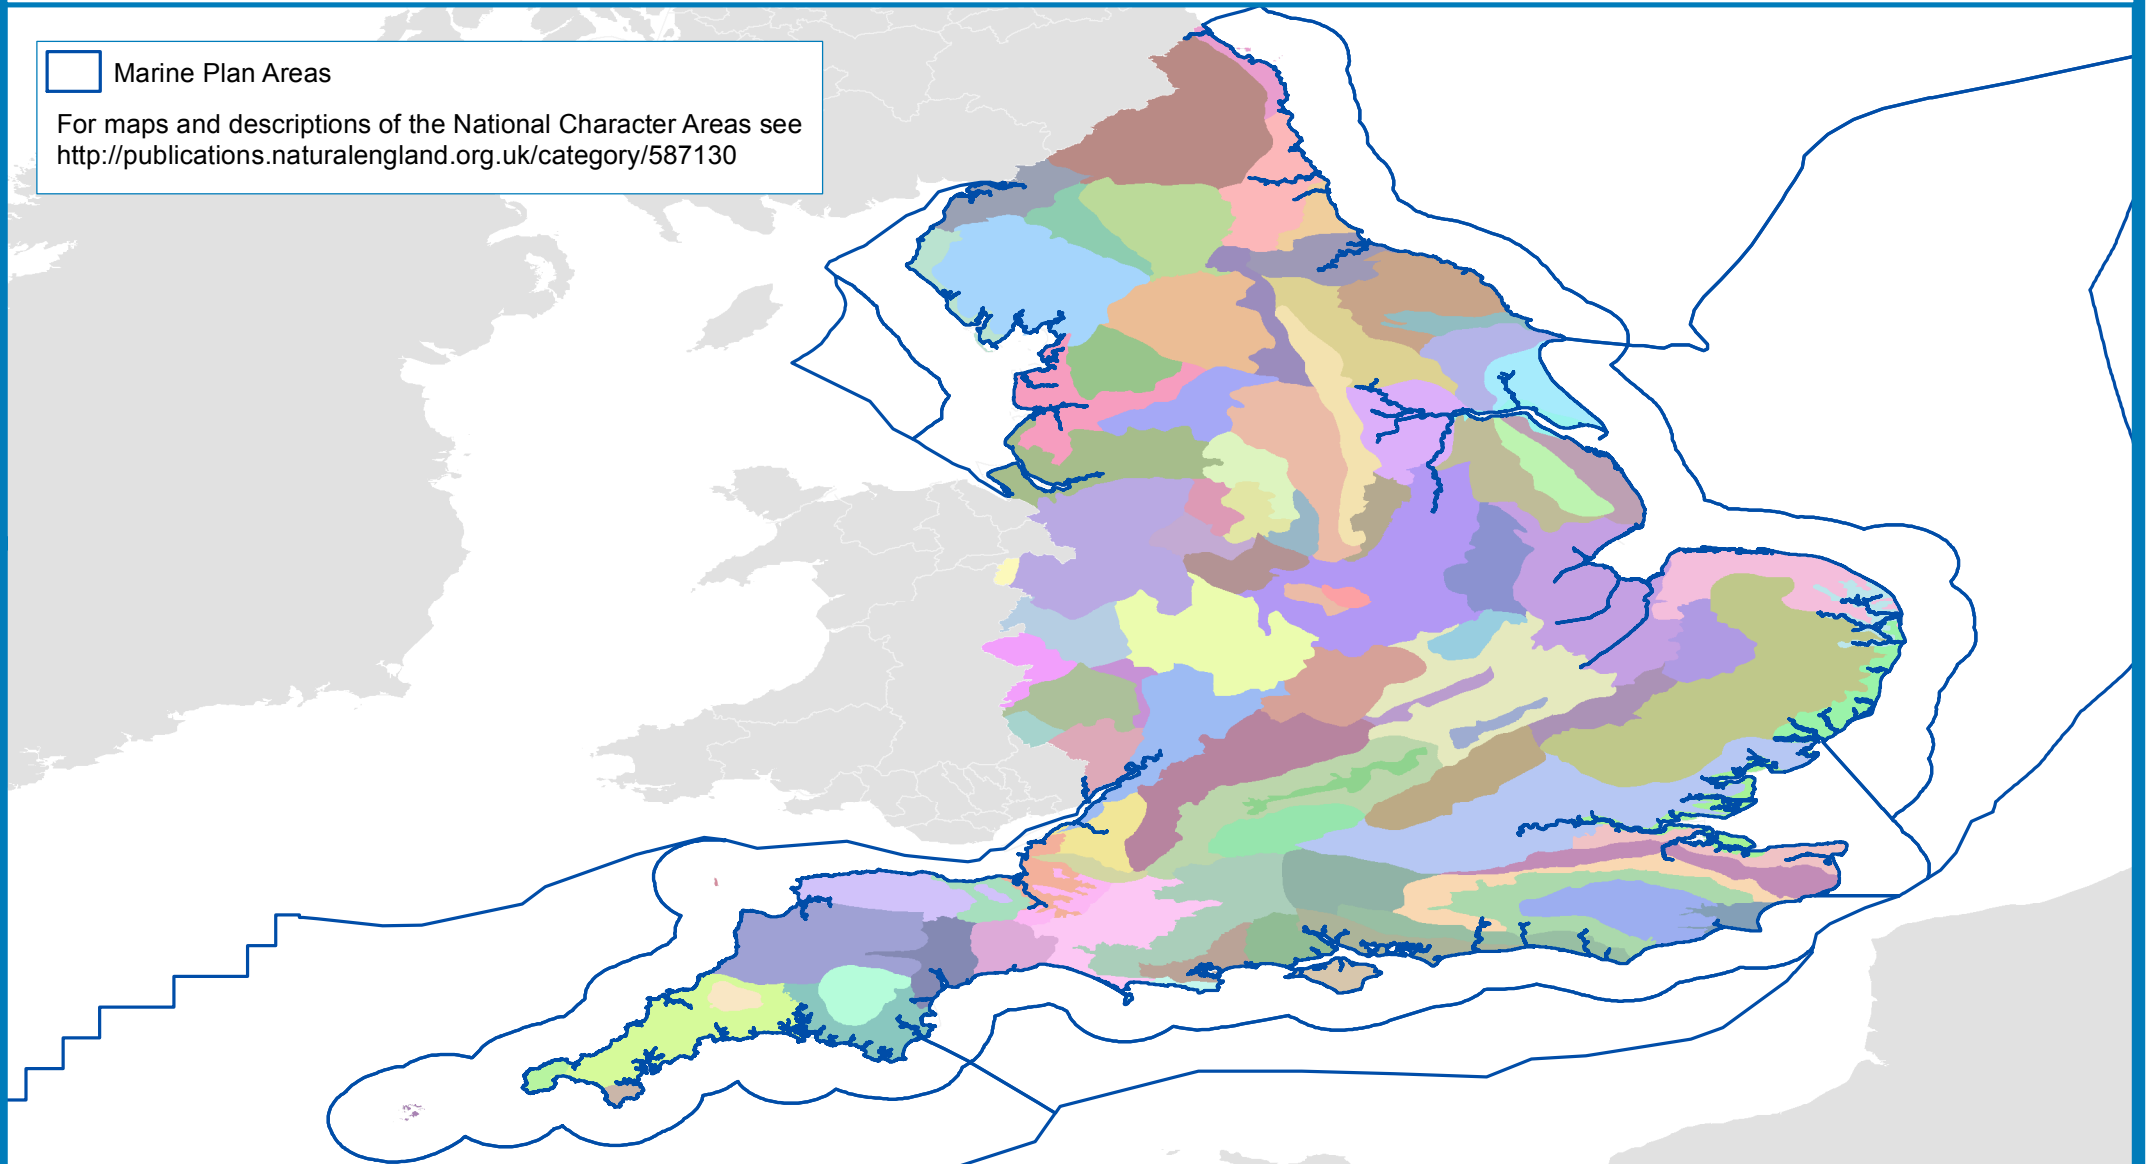 Marine Plan Areas
For maps and descriptions of the National Character Areas see
http://publications.naturalengland.org.uk/category/587130